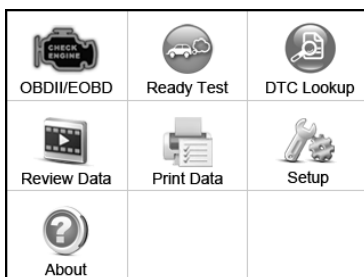 CHECK
ENGINE
OBDII/EOBD
Ready Test
DTC Lookup
Review Data
Print Data
Setup
About